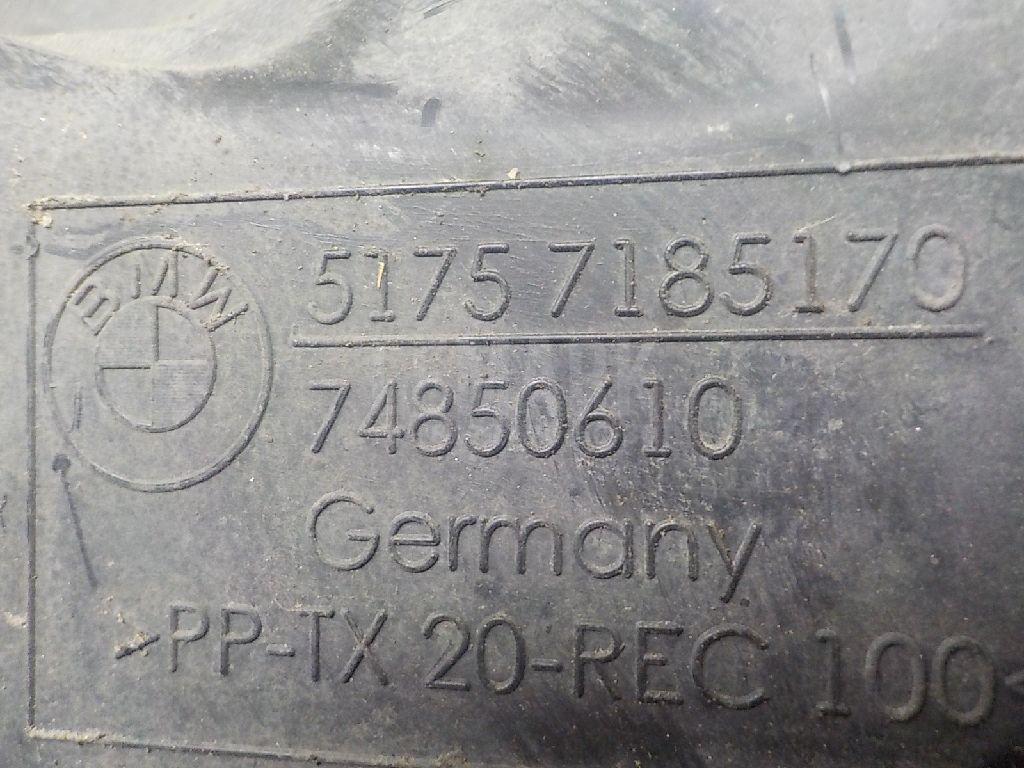 BMW
5175 7185170
74850610
Germany
>PP-TX 20-REC 100<